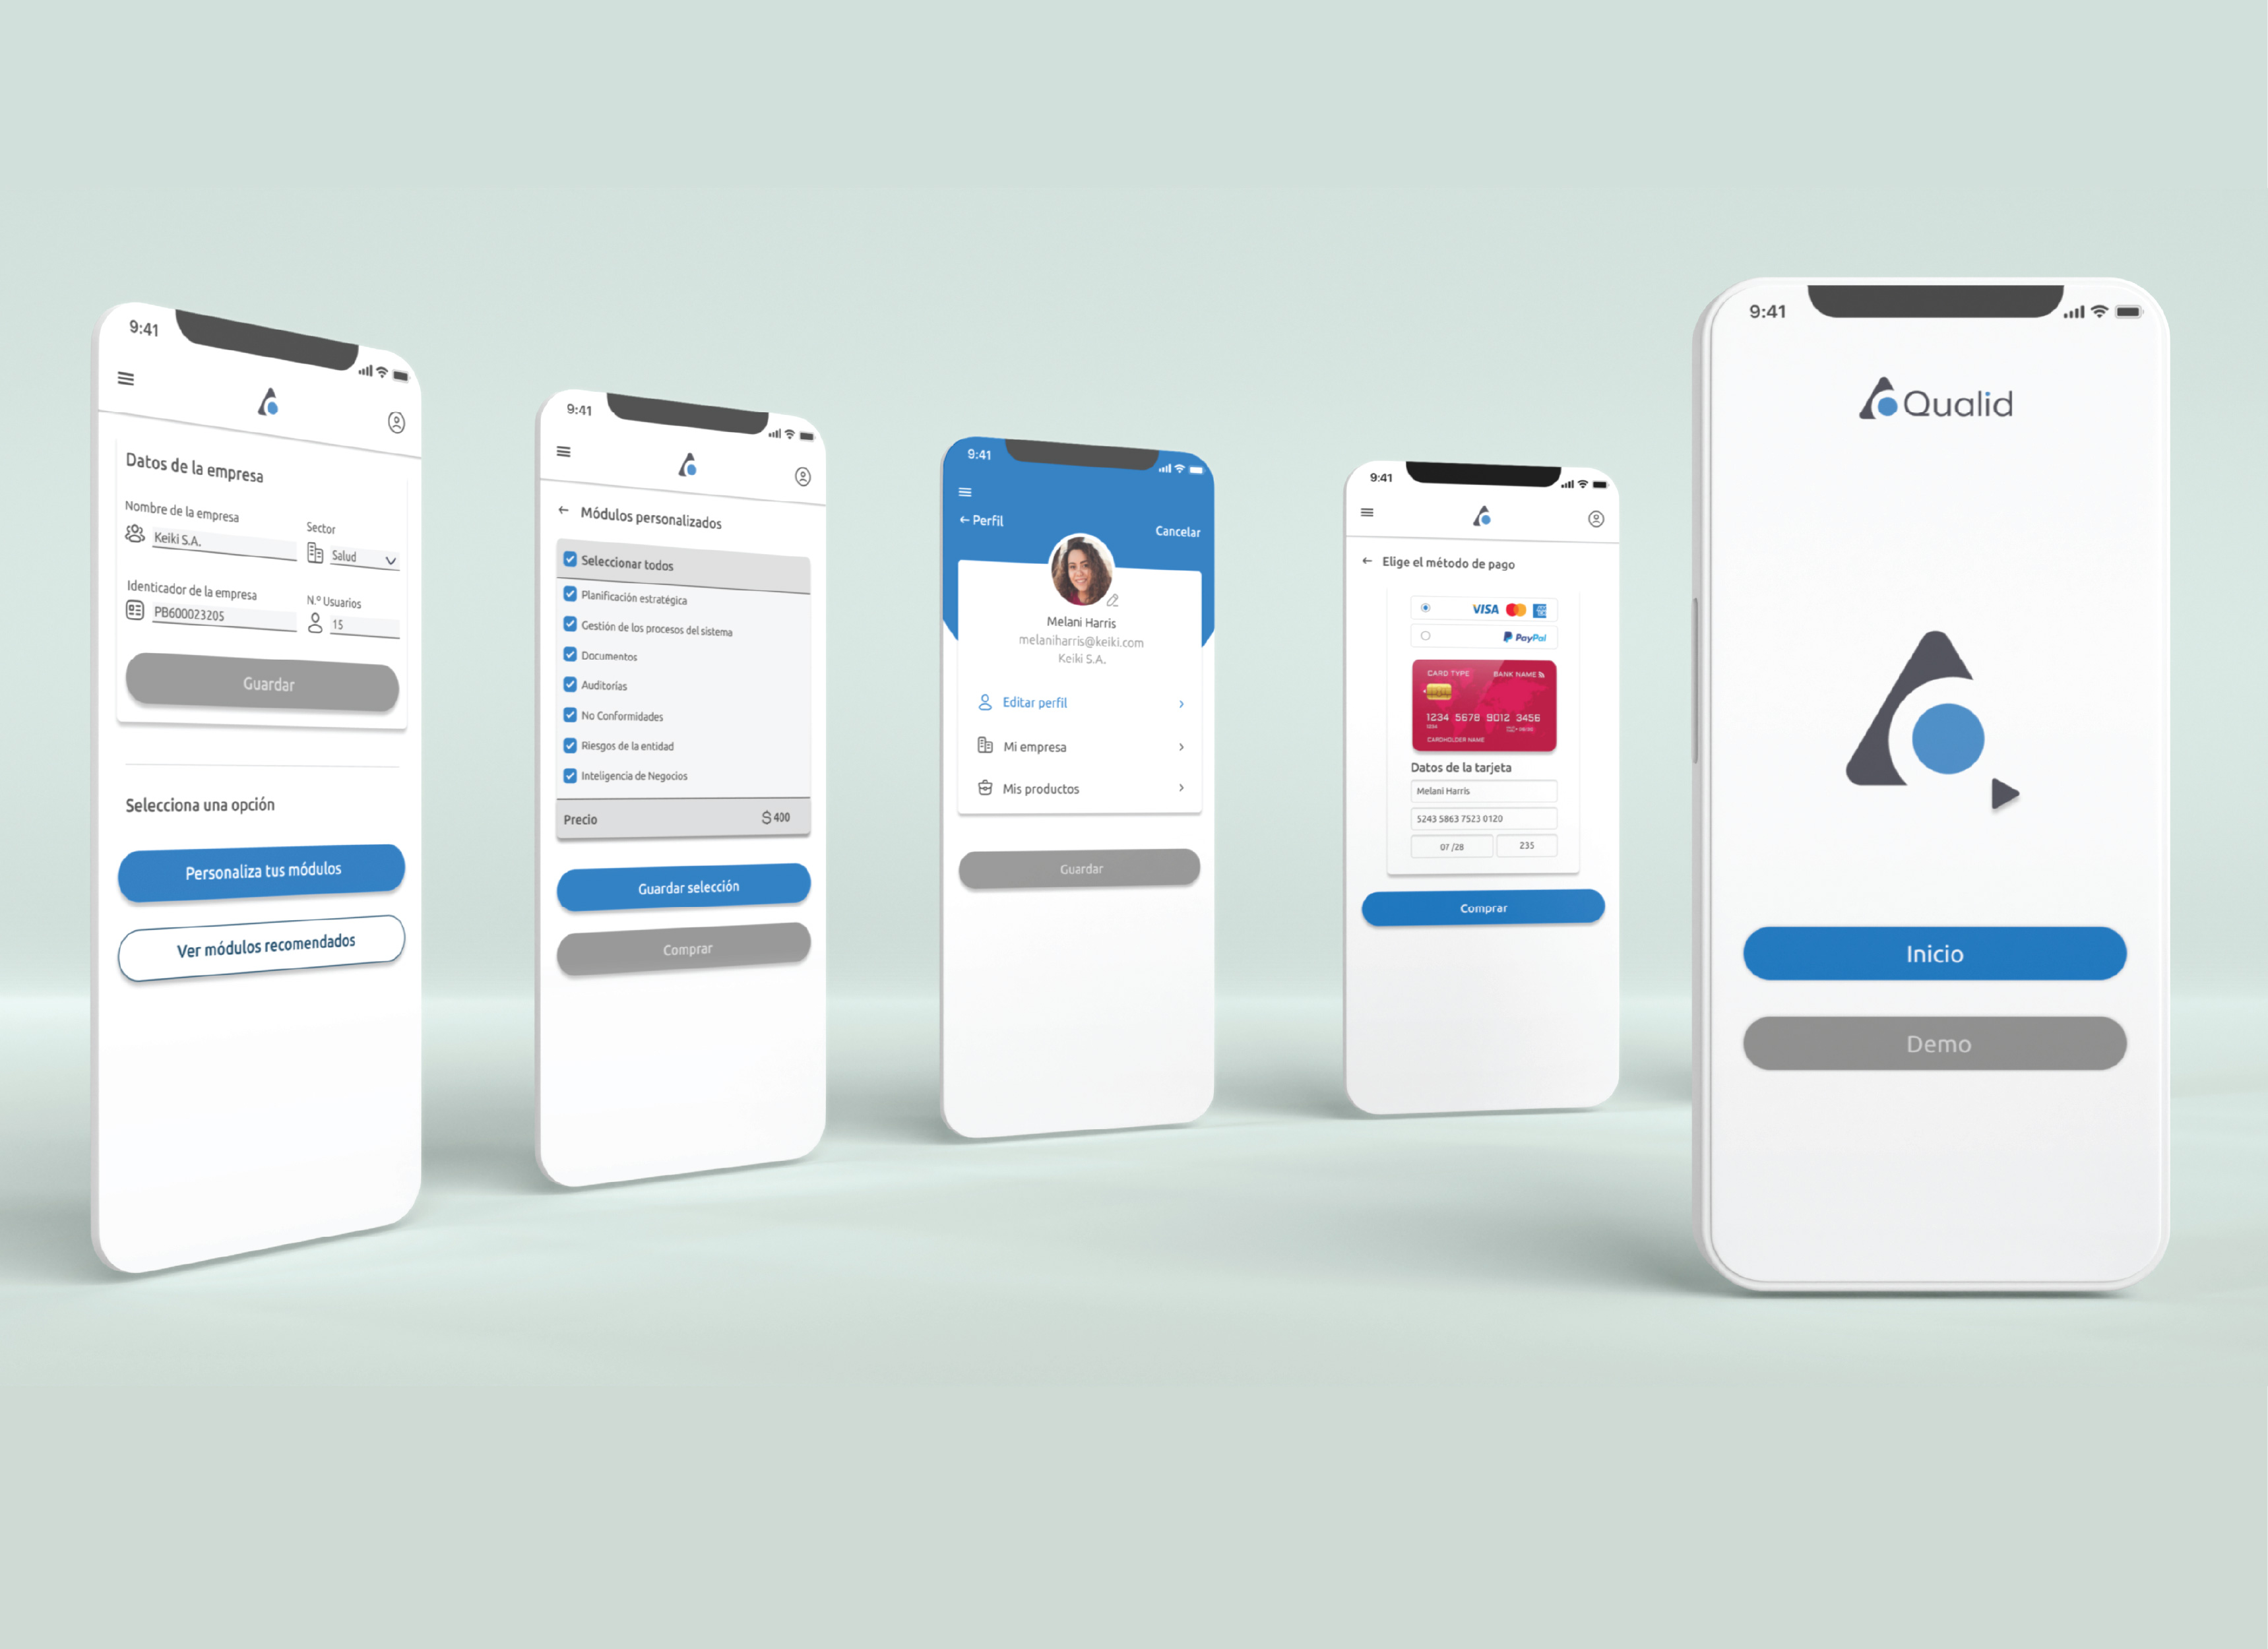 9:41
Datos de la empresa
Nombre de la empresa
Sector
Keiki S.A.
Salud
Identicador de la empresa
N.º Usuarios
PB600023205
15
Guardar
Selecciona una opción
Personaliza tus módulos
Ver módulos recomendados
9:41
← Módulos personalizados
Seleccionar todos
Planificación estratégica
Gestión de los procesos del sistema
Documentos
Auditorías
No Conformidades
Riesgos de la entidad
Inteligencia de Negocios
Precio $ 400
Guardar selección
Comprar
9:41
← Perfil
Cancelar
Melani Harris
melaniharris@keiki.com
Keiki S.A.
Editar perfil
Mi empresa
Mis productos
Guardar
9:41
← Elige el método de pago
VISA
PayPal
CARD TYPE BANK NAME
1234 5678 9012 3456
1234
CARDHOLDER NAME
Datos de la tarjeta
Melani Harris
5243 5863 7523 0120
07 /28 235
Comprar
9:41
Qualid
Inicio
Demo